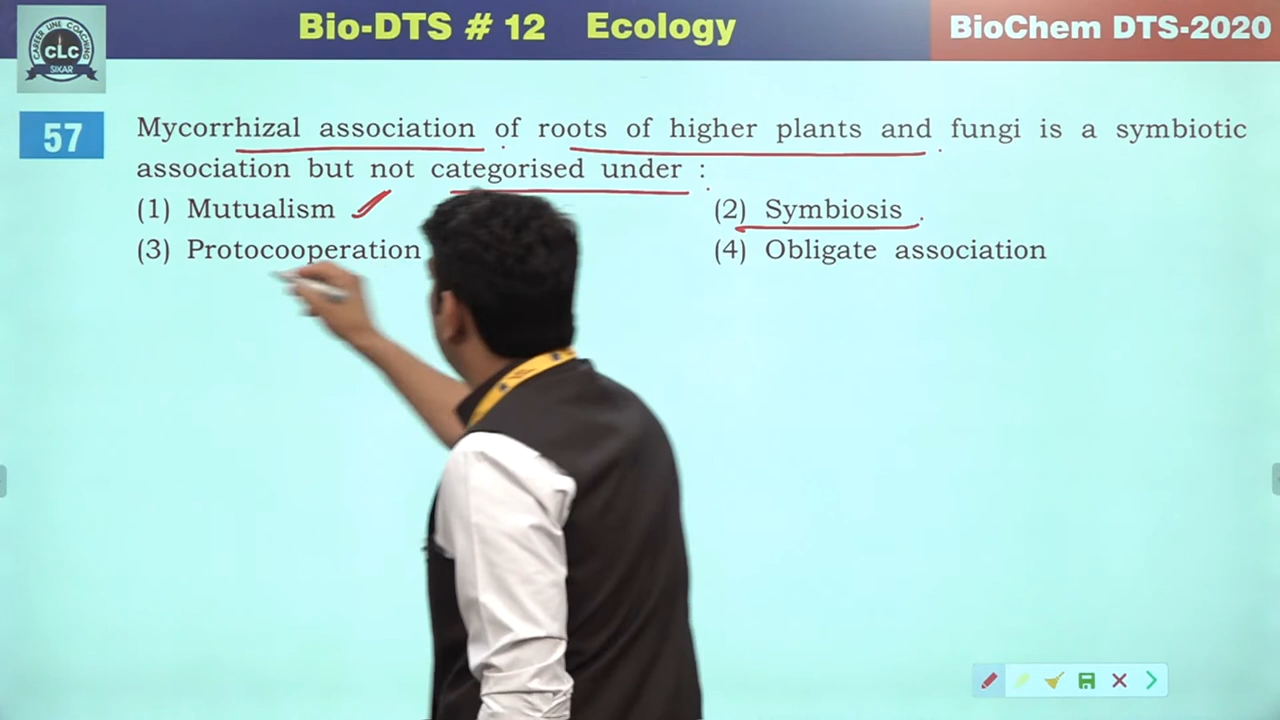 Bio-DTS # 12 Ecology
BioChem DTS-2020
CAREER LINE COACHING
CLC
SIKAR
57
Mycorrhizal association of roots of higher plants and fungi is a symbiotic
association but not categorised under :
(1) Mutualism
(2) Symbiosis .
(3) Protocooperation
(4) Obligate association